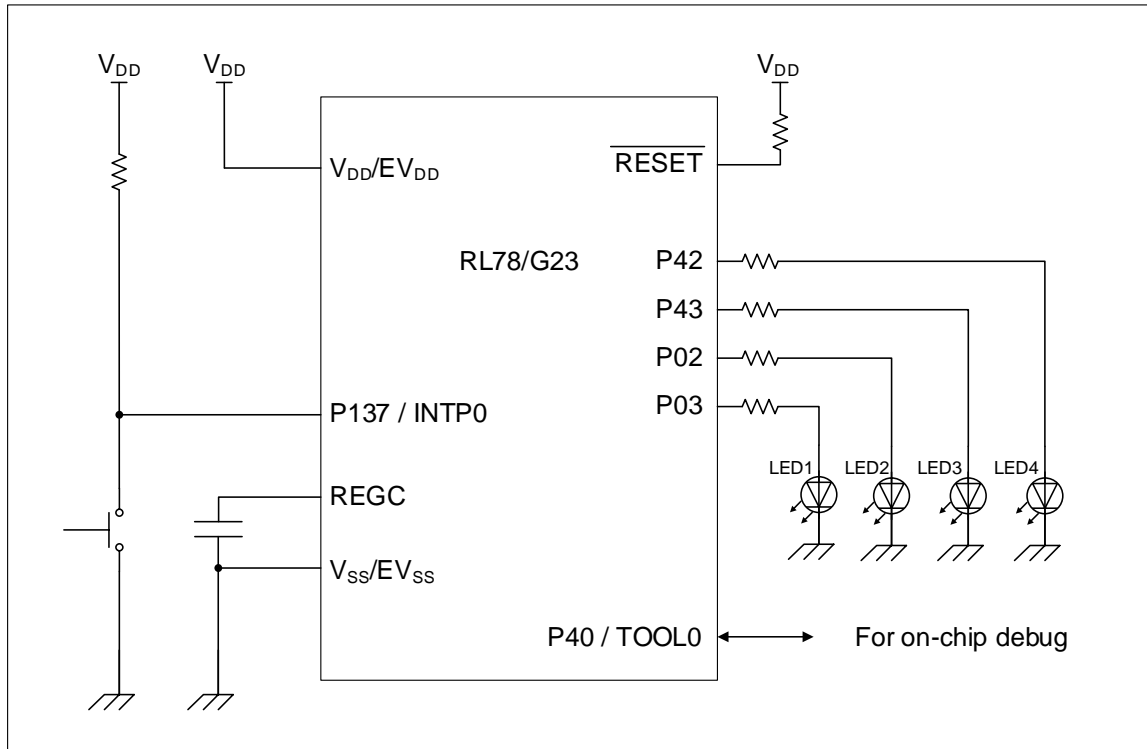 VDD
VDD
VDD
VDD/EVDD
RESET
RL78/G23
P42
P43
P02
P03
P137 / INTP0
LED1
LED2
LED3
LED4
REGC
VSS/EVSS
P40 / TOOL0
For on-chip debug